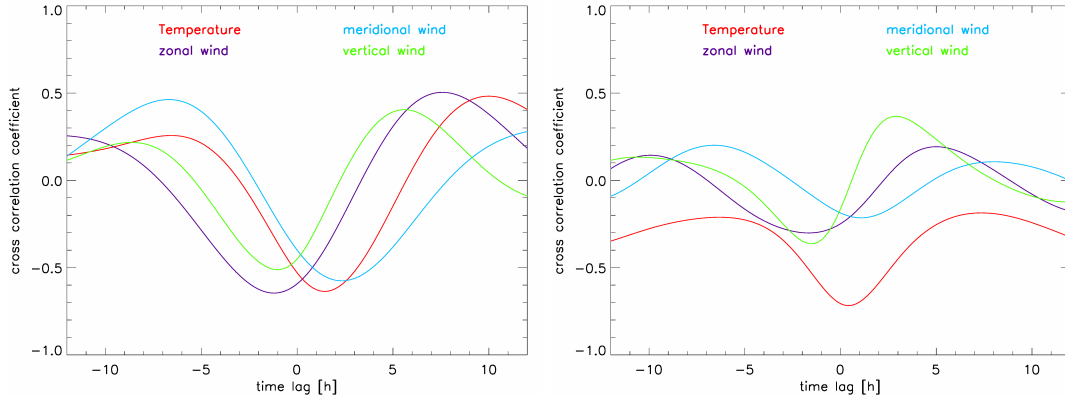 1.0
0.5
0.0
−0.5
−1.0
cross correlation coefficient
Temperature
meridional wind
zonal wind
vertical wind
−10 −5 0 5 10
time lag [h]
1.0
0.5
0.0
−0.5
−1.0
cross correlation coefficient
Temperature
meridional wind
zonal wind
vertical wind
−10 −5 0 5 10
time lag [h]